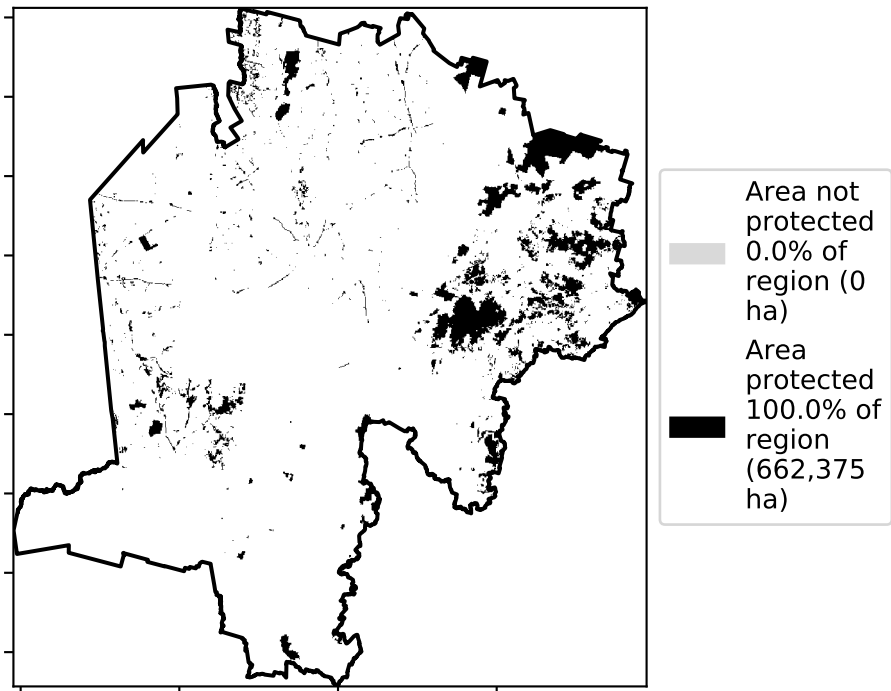 Area not
protected
0.0% of
region (0
ha)
Area
protected
100.0% of
region
(662,375
ha)